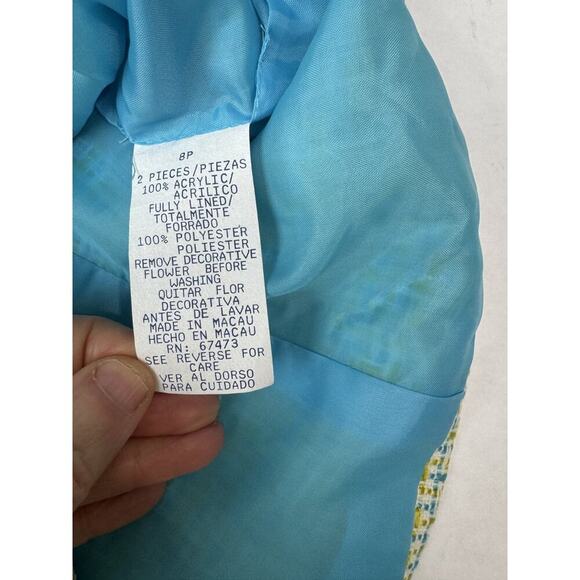 8P
2 PIECES/PIEZAS
100% ACRYLIC/
ACRILICO
FULLY LINED/
TOTALMENTE
FORRADO
100% POLYESTER
POLIESTER
REMOVE DECORATIVE
FLOWER BEFORE
WASHING
QUITAR FLOR
DECORATIVA
ANTES DE LAVAR
MADE IN MACAU
HECHO EN MACAU
RN: 67473
SEE REVERSE FOR
CARE
VER AL DORSO
PARA CUIDADO